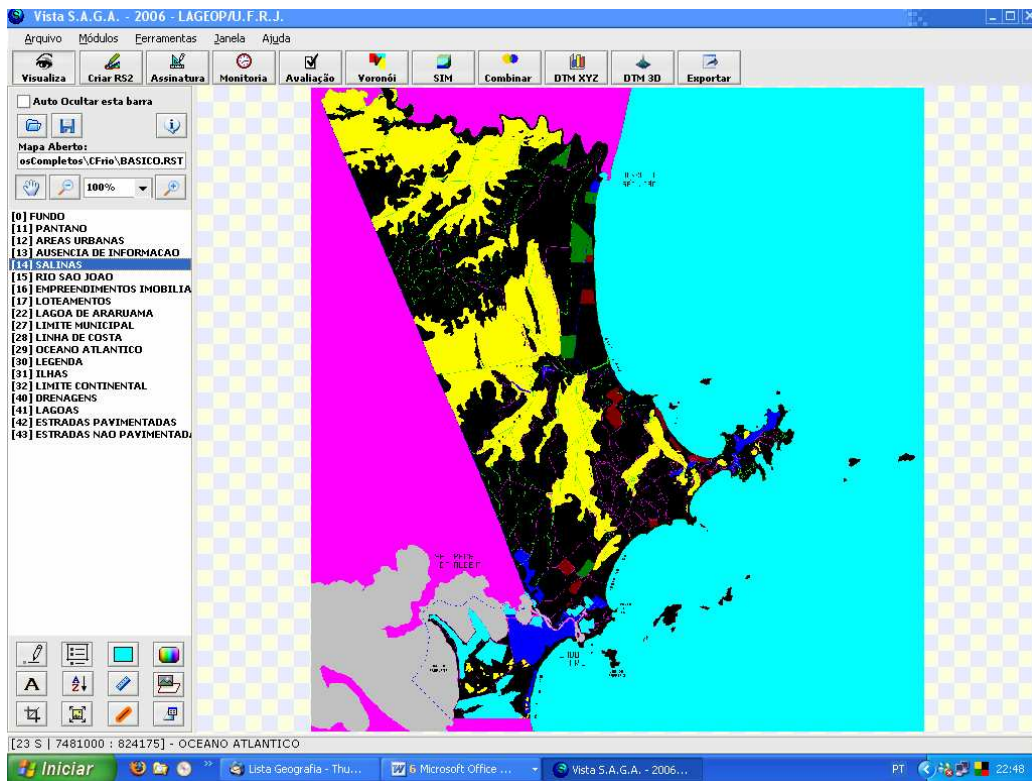 Vista S.A.G.A. - 2006 - LAGEOP/U.F.R.J.
Arquivo Módulos Ferramentas Janela Ajuda
Visualiza Criar RS2 Assinatura Monitoria Avaliação Voronói SIM Combinar DTM XYZ DTM 3D Exportar
Auto Ocultar esta barra
Mapa Aberto:
osCompletos\CFrio\BASICO.RST
100%
[0] FUNDO
[11] PANTANO
[12] AREAS URBANAS
[13] AUSENCIA DE INFORMACAO
[14] SALINAS
[15] RIO SAO JOAO
[16] EMPREENDIMENTOS IMOBILIA
[17] LOTEAMENTOS
[22] LAGOA DE ARARUAMA
[27] LIMITE MUNICIPAL
[28] LINHA DE COSTA
[29] OCEANO ATLANTICO
[30] LEGENDA
[31] ILHAS
[32] LIMITE CONTINENTAL
[40] DRENAGENS
[41] LAGOAS
[42] ESTRADAS PAVIMENTADAS
[43] ESTRADAS NAO PAVIMENTAD
[23 S | 7481000 : 824175] - OCEANO ATLANTICO
Iniciar Lista Geografia - Thu... 6 Microsoft Office ... Vista S.A.G.A. - 2006... PT 22:48